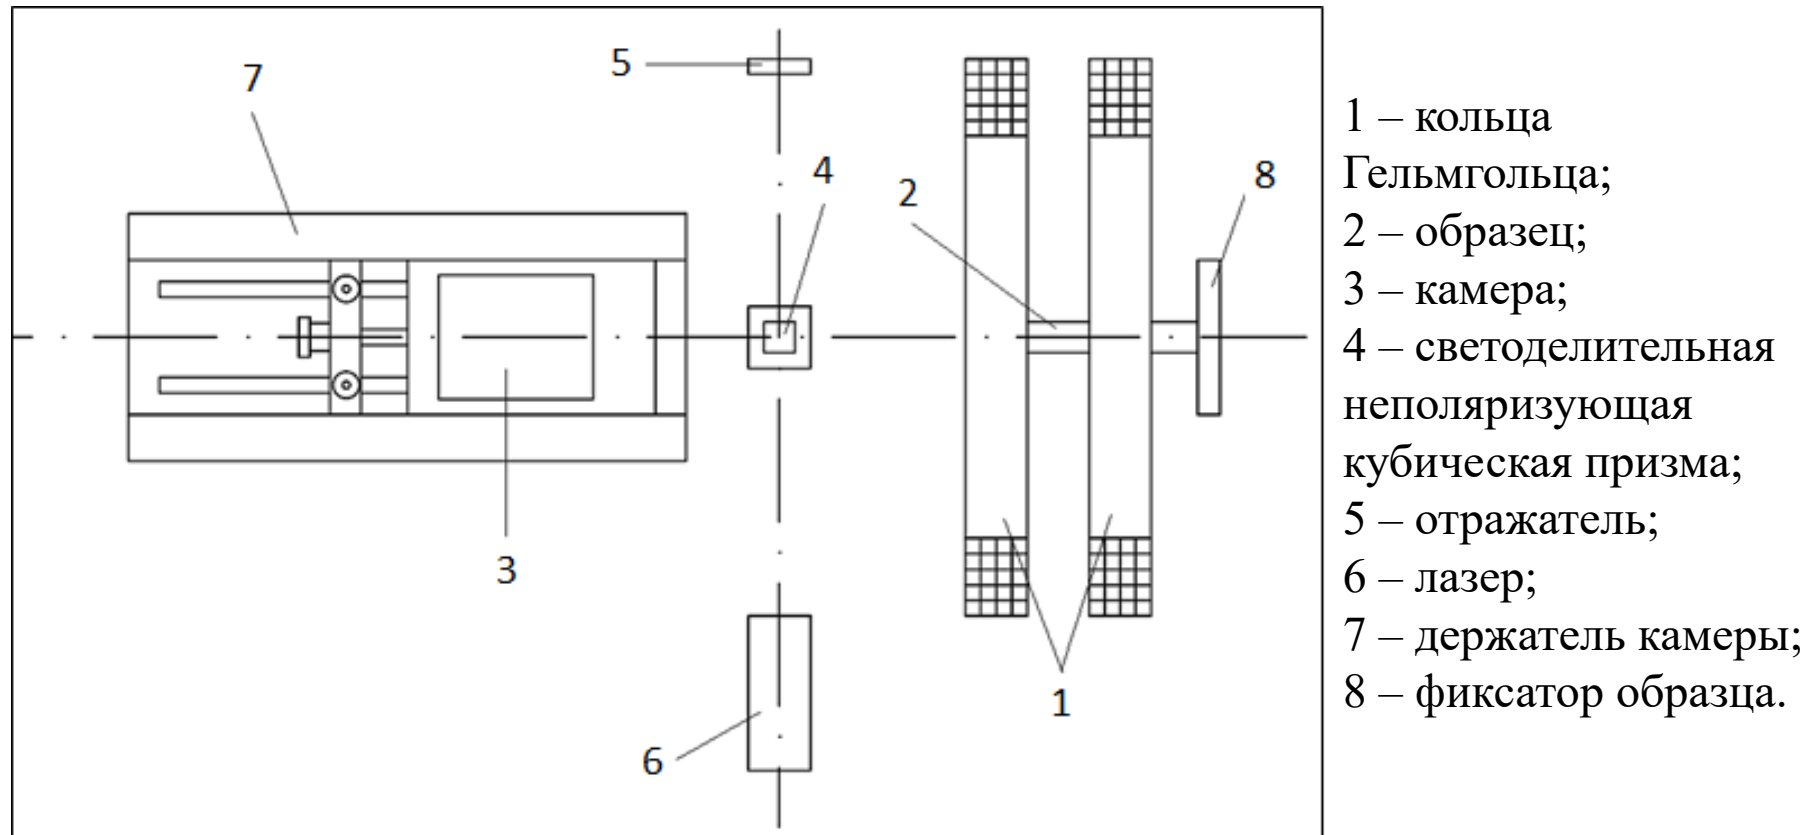 5
7
4
2
8
3
6
1
1 – кольца
Гельмгольца;
2 – образец;
3 – камера;
4 – светоделительная
неполяризующая
кубическая призма;
5 – отражатель;
6 – лазер;
7 – держатель камеры;
8 – фиксатор образца.